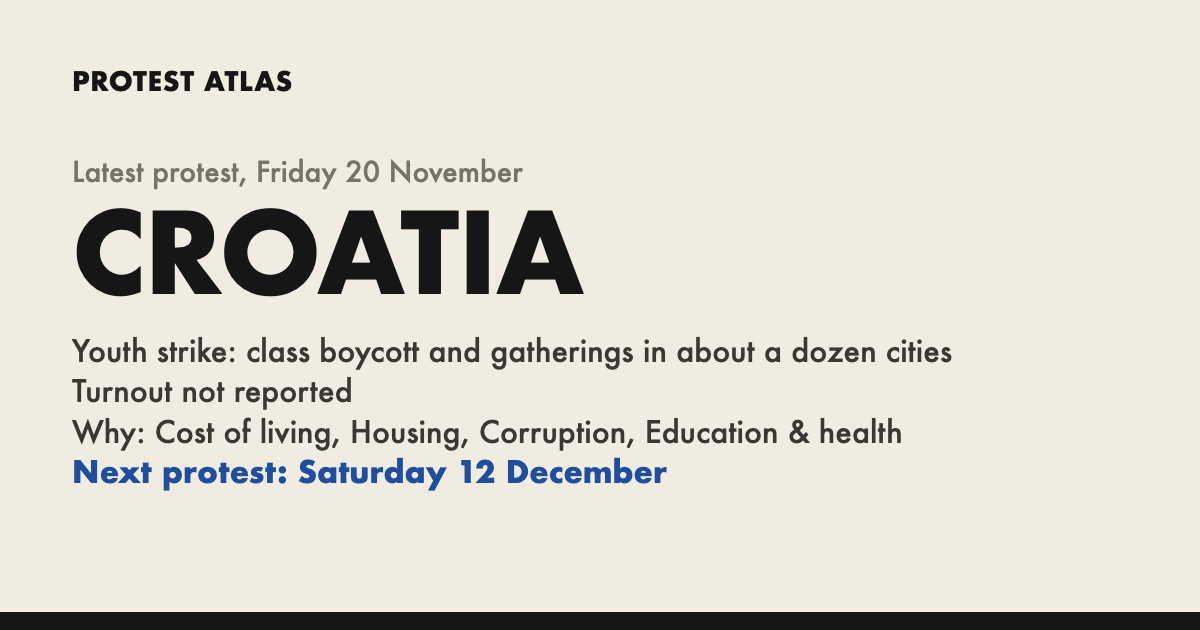 PROTEST ATLAS
Latest protest, Friday 20 November
CROATIA
Youth strike: class boycott and gatherings in about a dozen cities
Turnout not reported
Why: Cost of living, Housing, Corruption, Education & health
Next protest: Saturday 12 December